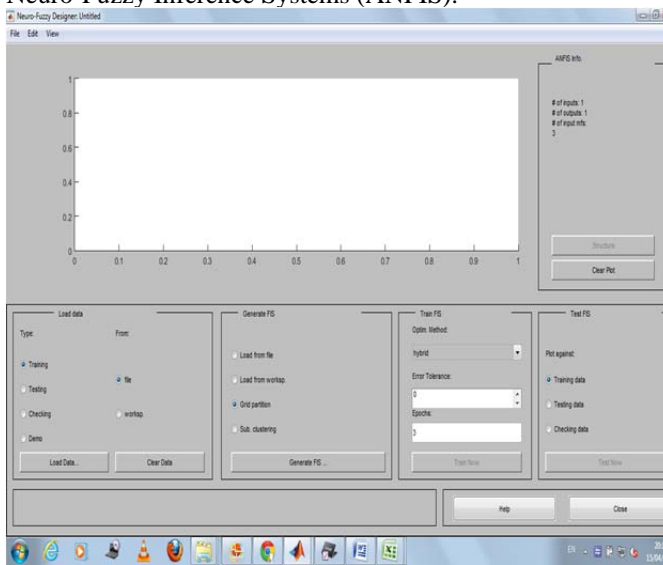 Neuro-Fuzzy Inference Systems (ANFIS).
Neuro-Fuzzy Designer: Untitled
File Edit View
ANFIS Info.
# of inputs: 1
# of outputs: 1
# of input mfs:
3
Structure
Clear Plot
1
0.8
0.6
0.4
0.2
0
0 0.1 0.2 0.3 0.4 0.5 0.6 0.7 0.8 0.9 1
Load data
Type: From:
Training
file
Testing
Checking worksp.
Demo
Load Data... Clear Data
Generate FIS
Load from file
Load from worksp.
Grid partition
Sub. clustering
Generate FIS ...
Train FIS
Optim. Method:
hybrid
Error Tolerance:
0
Epochs:
3
Train Now
Test FIS
Plot against:
Training data
Testing data
Checking data
Test Now
Help Close
EN
15/04/